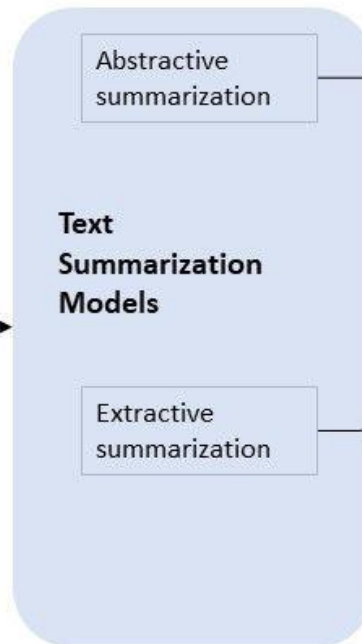 Abstractive
summarization
Text
Summarization
Models
Extractive
summarization